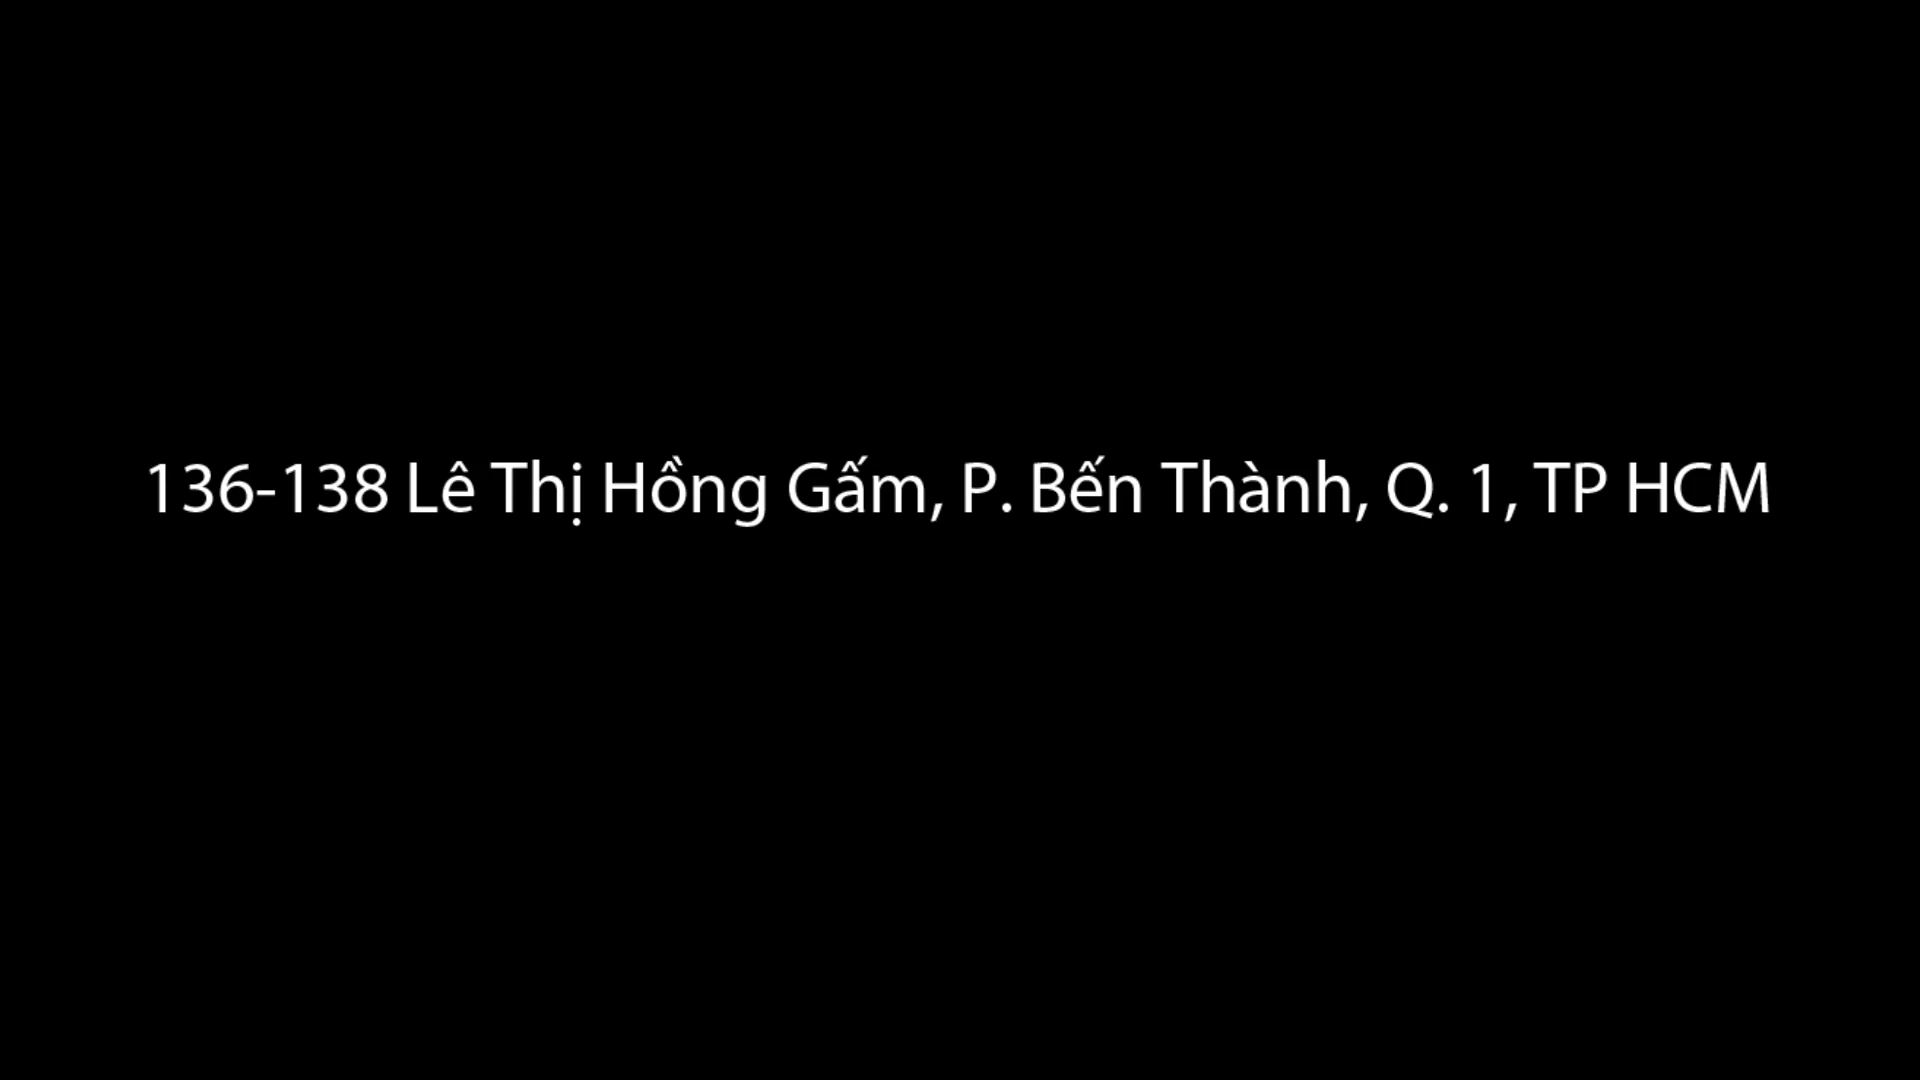 136-138 Lê Thị Hồng Gấm, P. Bến Thành, Q. 1, TP HCM